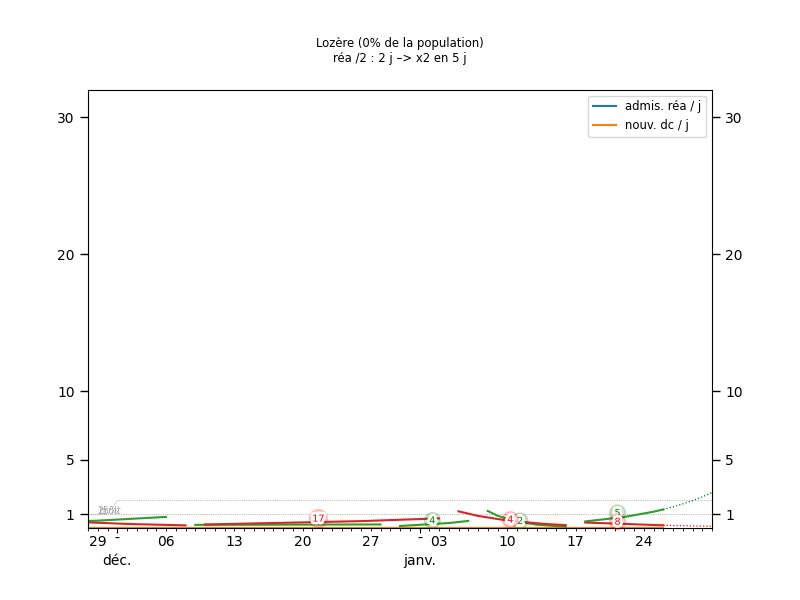 Lozère (0% de la population)
réa /2 : 2 j –> x2 en 5 j
admis. réa / j
nouv. dc / j
30 30
20 20
10 10
5 5
1 1
17 4 4 2 5 8
29 - 06 13 20 27 - 03 10 17 24
déc. janv.